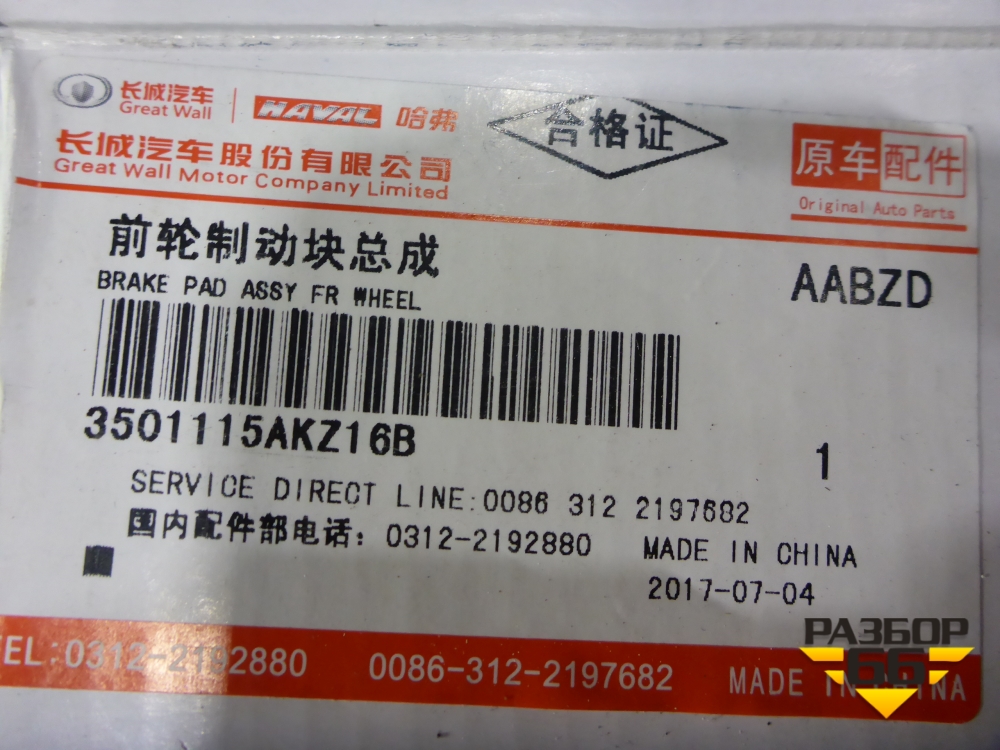 长城汽车
Great Wall
HAVAL 哈弗
合格证
原车配件
Original Auto Parts
长城汽车股份有限公司
Great Wall Motor Company Limited
前轮制动块总成
BRAKE PAD ASSY FR WHEEL
AABZD
3501115AKZ16B
1
SERVICE DIRECT LINE:0086 312 2197682
国内配件部电话：0312-2192880
MADE IN CHINA
2017-07-04
EL:0312-2192880 0086-312-2197682 MADE IN CHINA
РАЗБОР
66